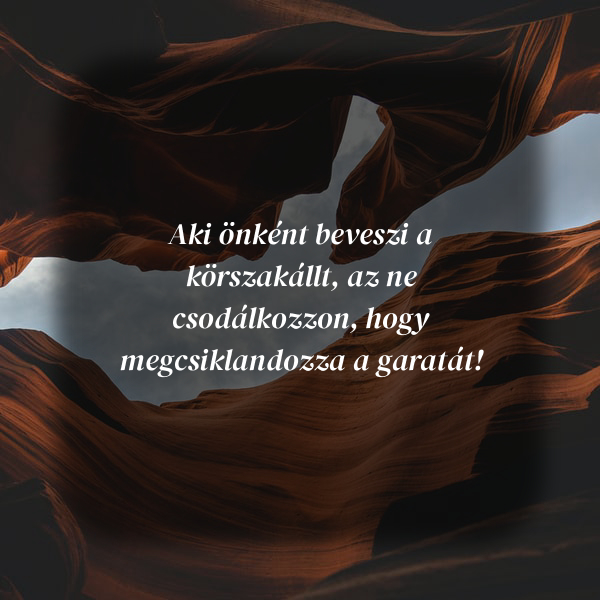 Aki önként beveszi a
körszakállt, az ne
csodálkozzon, hogy
megcsiklandozza a garatát!